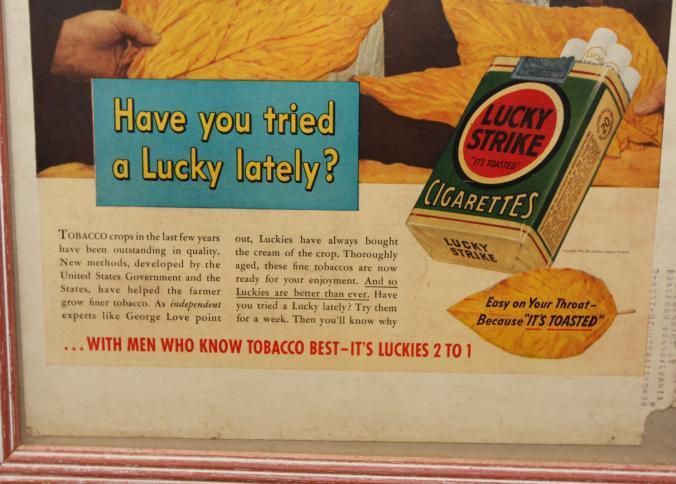 Have you tried
a Lucky lately?
LUCKY
STRIKE
"IT'S TOASTED"
CIGARETTES
LUCKY
STRIKE
20
TOBACCO crops in the last few years
have been outstanding in quality.
New methods, developed by the
United States Government and the
States, have helped the farmer
grow finer tobacco. As independent
experts like George Love point
out, Luckies have always bought
the cream of the crop. Thoroughly
aged, these fine tobaccos are now
ready for your enjoyment. And so
Luckies are better than ever. Have
you tried a Lucky lately? Try them
for a week. Then you'll know why
Easy on Your Throat—
Because "IT'S TOASTED"
...WITH MEN WHO KNOW TOBACCO BEST—IT'S LUCKIES 2 TO 1